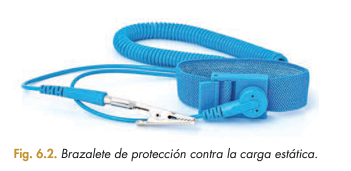 Fig. 6.2. Brazalete de protección contra la carga estática.